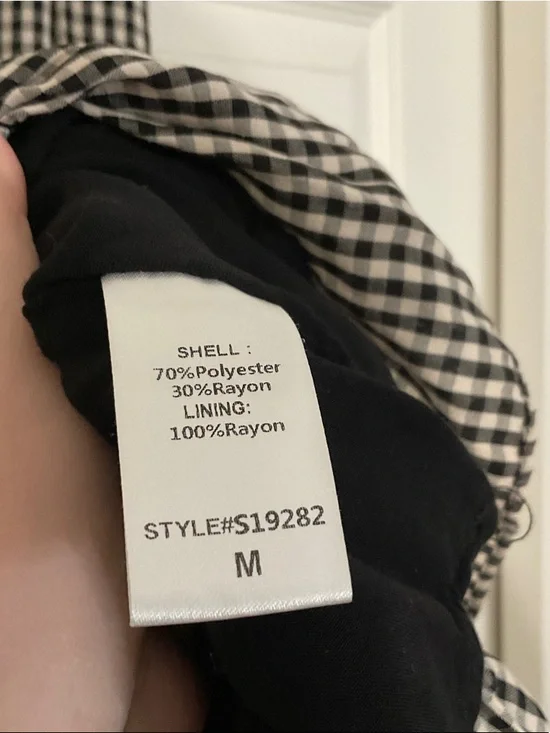 SHELL :
70%Polyester
30%Rayon
LINING:
100%Rayon
STYLE#S19282
M